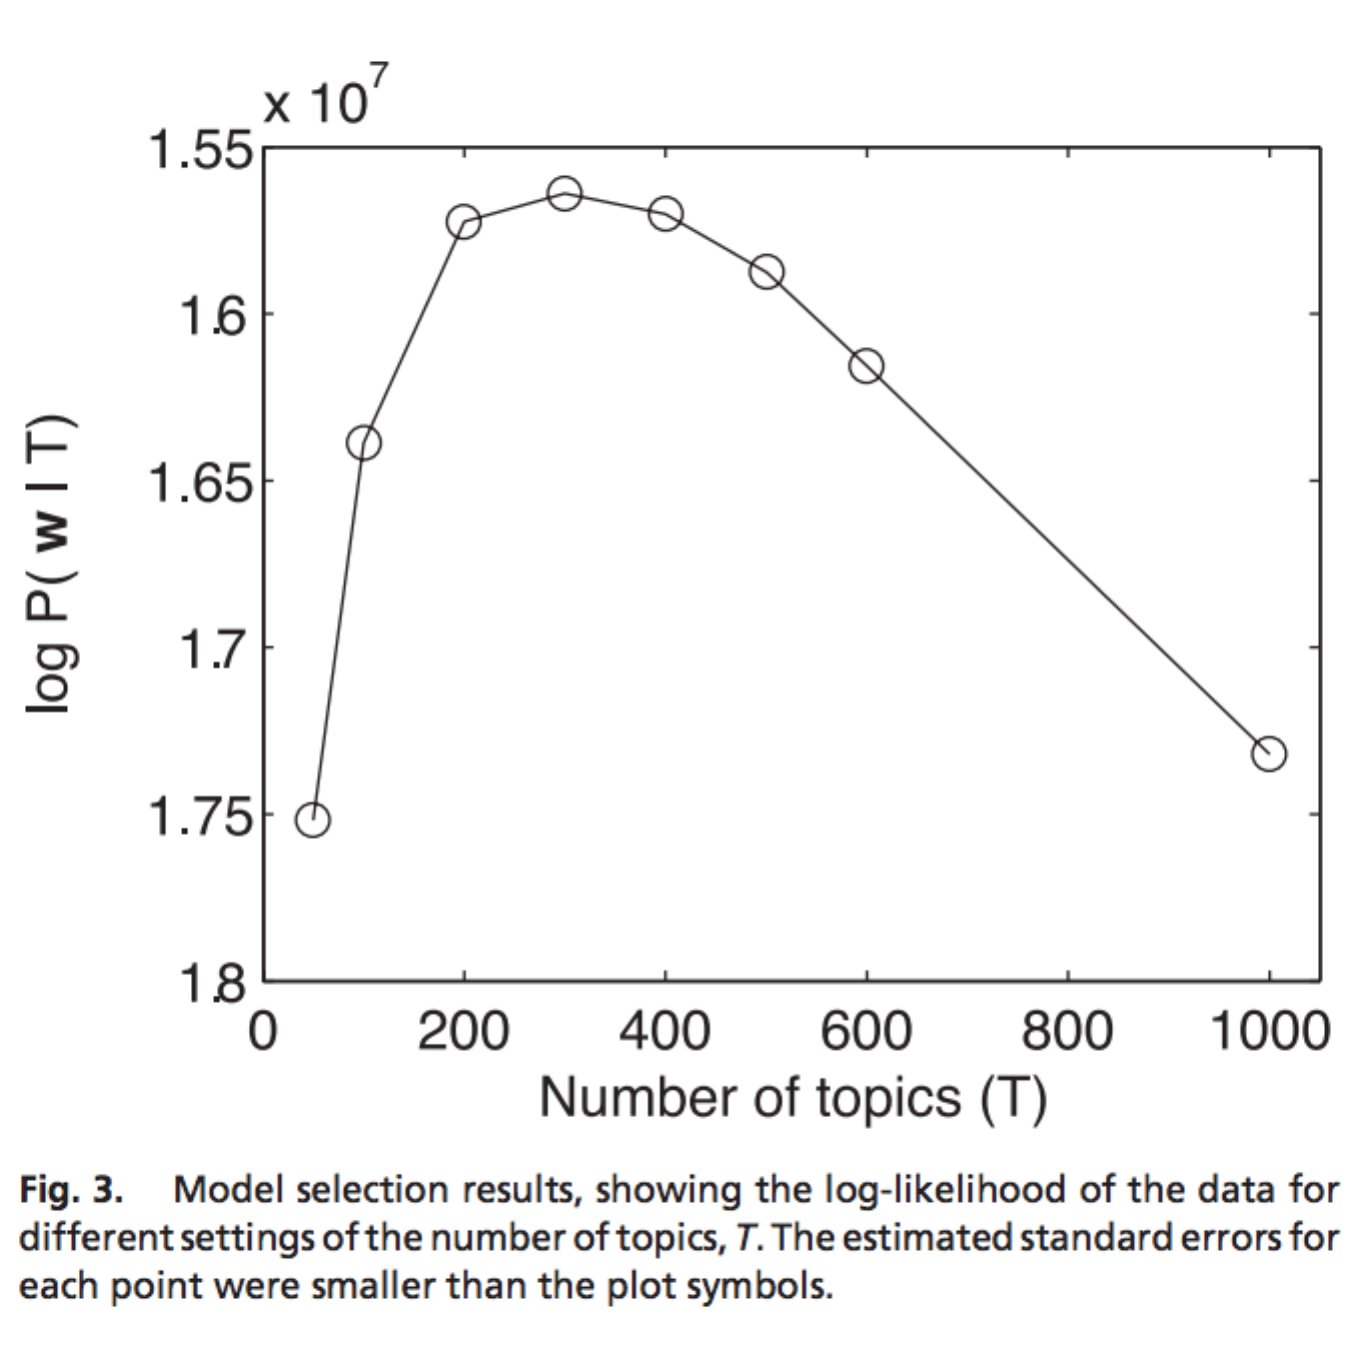 x 10⁷
1.55
1.6
1.65
1.7
1.75
1.8
log P( w | T)
0 200 400 600 800 1000
Number of topics (T)
Fig. 3. Model selection results, showing the log-likelihood of the data for
different settings of the number of topics, T. The estimated standard errors for
each point were smaller than the plot symbols.